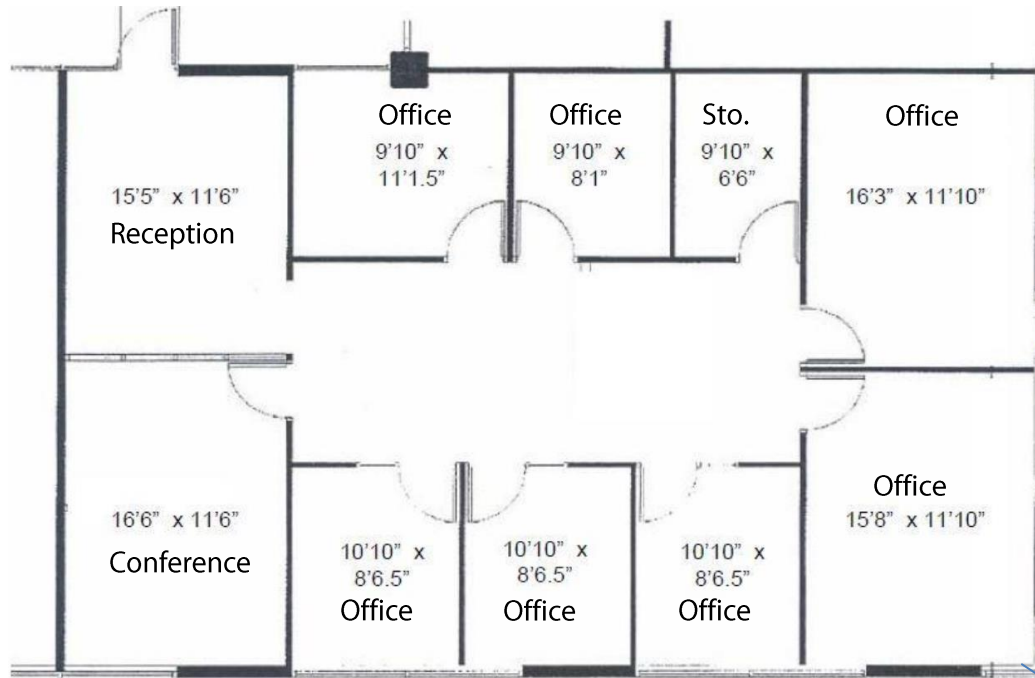 Office
9'10" x
11'1.5"
Office
9'10" x
8'1"
Sto.
9'10" x
6'6"
Office
16'3" x 11'10"
15'5" x 11'6"
Reception
Office
15'8" x 11'10"
16'6" x 11'6"
Conference
10'10" x
8'6.5"
Office
10'10" x
8'6.5"
Office
10'10" x
8'6.5"
Office